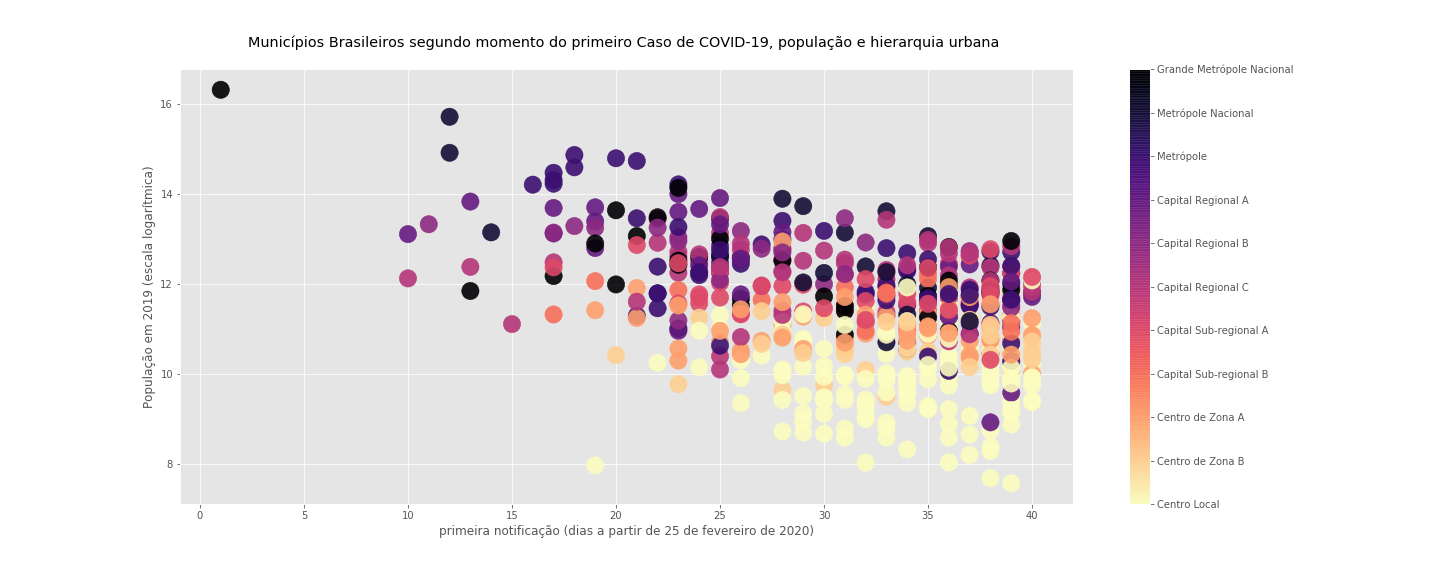 Municípios Brasileiros segundo momento do primeiro Caso de COVID-19, população e hierarquia urbana
População em 2019 (escala logarítmica)
16
14
12
10
8
0 5 10 15 20 25 30 35 40
primeira notificação (dias a partir de 25 de fevereiro de 2020)
Grande Metrópole Nacional
Metrópole Nacional
Metrópole
Capital Regional A
Capital Regional B
Capital Regional C
Capital Sub-regional A
Capital Sub-regional B
Centro de Zona A
Centro de Zona B
Centro Local